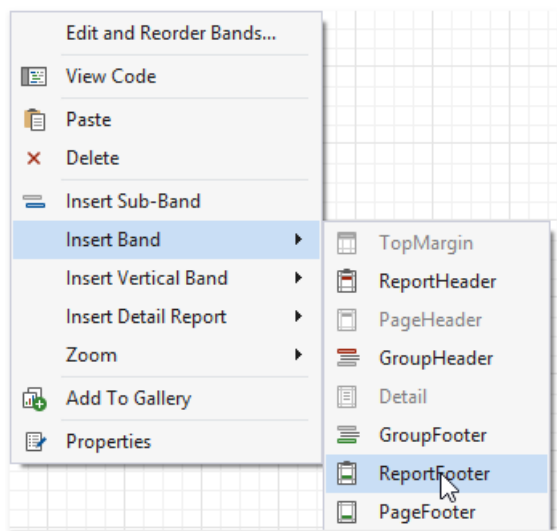 Edit and Reorder Bands...
View Code
Paste
Delete
Insert Sub-Band
Insert Band
Insert Vertical Band
Insert Detail Report
Zoom
Add To Gallery
Properties
TopMargin
ReportHeader
PageHeader
GroupHeader
Detail
GroupFooter
ReportFooter
PageFooter